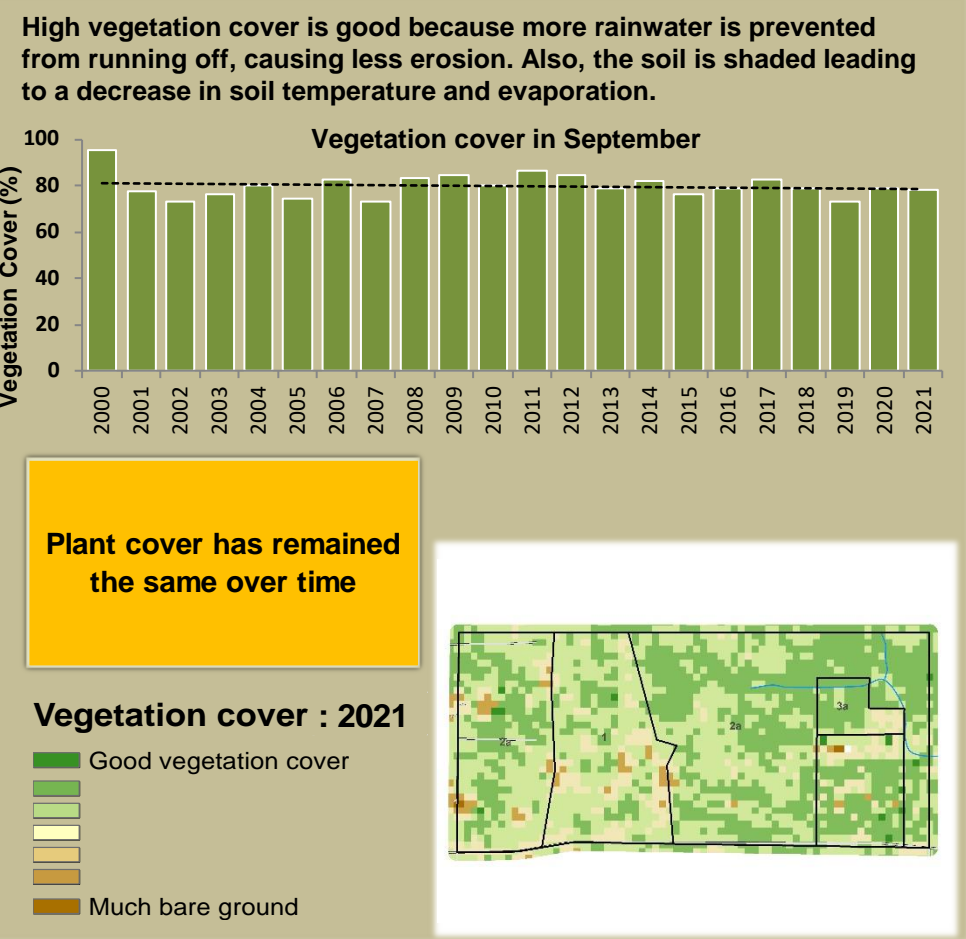 High vegetation cover is good because more rainwater is prevented
from running off, causing less erosion. Also, the soil is shaded leading
to a decrease in soil temperature and evaporation.
Vegetation cover in September
Vegetation Cover (%)
100
80
60
40
20
0
2000 2001 2002 2003 2004 2005 2006 2007 2008 2009 2010 2011 2012 2013 2014 2015 2016 2017 2018 2019 2020 2021
Plant cover has remained
the same over time
Vegetation cover : 2021
Good vegetation cover
Much bare ground
2a
1
2a
3a